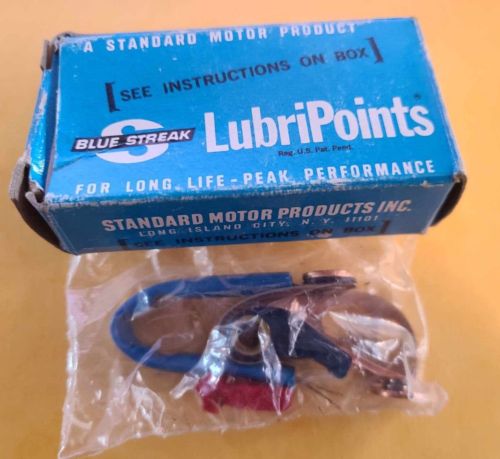 A STANDARD MOTOR PRODUCT
[SEE INSTRUCTIONS ON BOX]
S
BLUE STREAK
LubriPoints
Reg. U.S. Pat. Pend.
FOR LONG LIFE-PEAK PERFORMANCE
STANDARD MOTOR PRODUCTS INC.
LONG ISLAND CITY, N.Y. 11101
[SEE INSTRUCTIONS ON BOX]